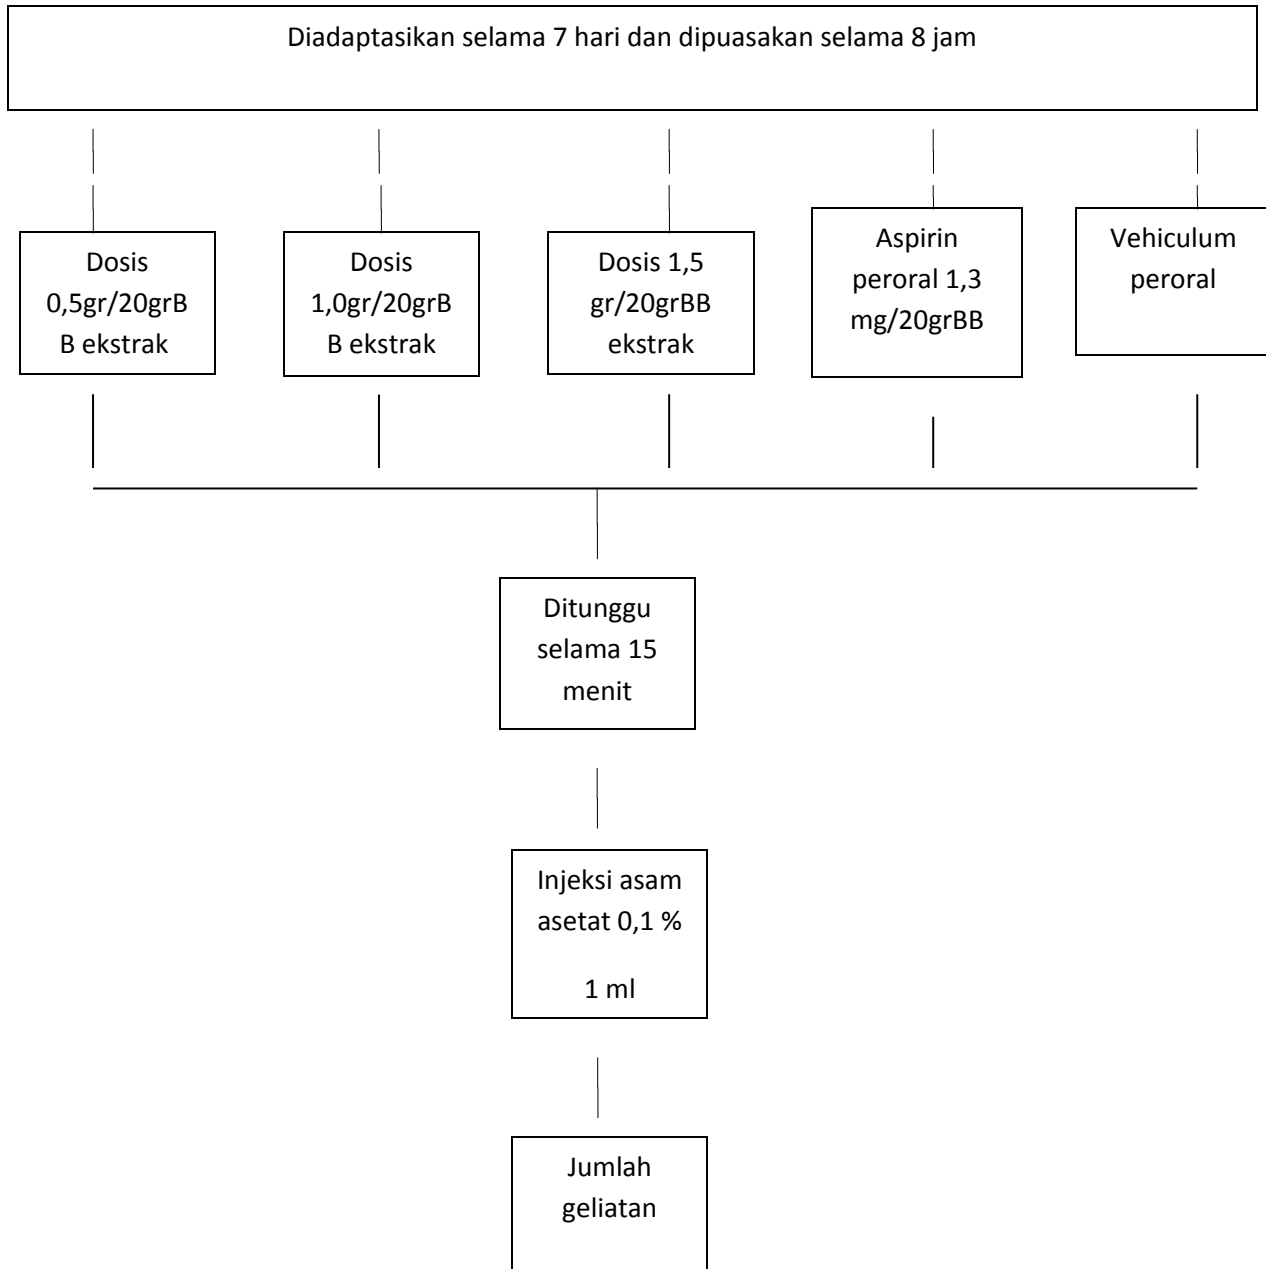 Diadaptasikan selama 7 hari dan dipuasakan selama 8 jam
Dosis
0,5gr/20grB
B ekstrak
Dosis
1,0gr/20grB
B ekstrak
Dosis 1,5
gr/20grBB
ekstrak
Aspirin
peroral 1,3
mg/20grBB
Vehiculum
peroral
Ditunggu
selama 15
menit
Injeksi asam
asetat 0,1 %
1 ml
Jumlah
geliatan